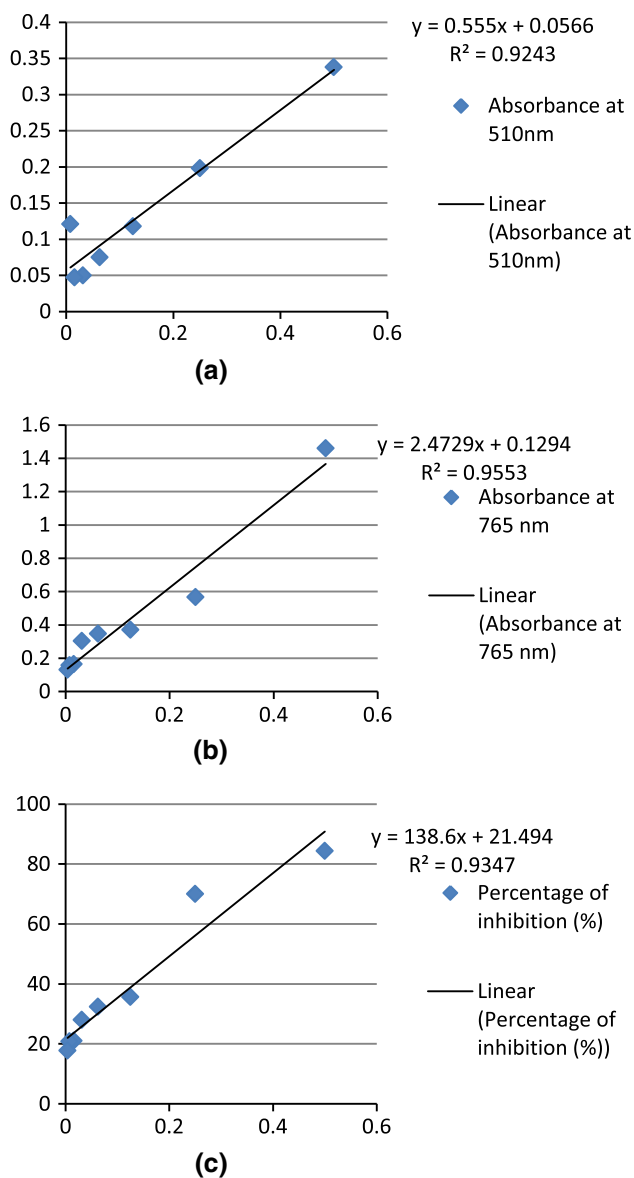 0.4
0.35
0.3
0.25
0.2
0.15
0.1
0.05
0
0 0.2 0.4 0.6
y = 0.555x + 0.0566
R² = 0.9243
Absorbance at
510nm
Linear
(Absorbance at
510nm)
(a)
1.6
1.4
1.2
1
0.8
0.6
0.4
0.2
0
0 0.2 0.4 0.6
y = 2.4729x + 0.1294
R² = 0.9553
Absorbance at
765 nm
Linear
(Absorbance at
765 nm)
(b)
100
80
60
40
20
0
0 0.2 0.4 0.6
y = 138.6x + 21.494
R² = 0.9347
Percentage of
inhibition (%)
Linear
(Percentage of
inhibition (%))
(c)